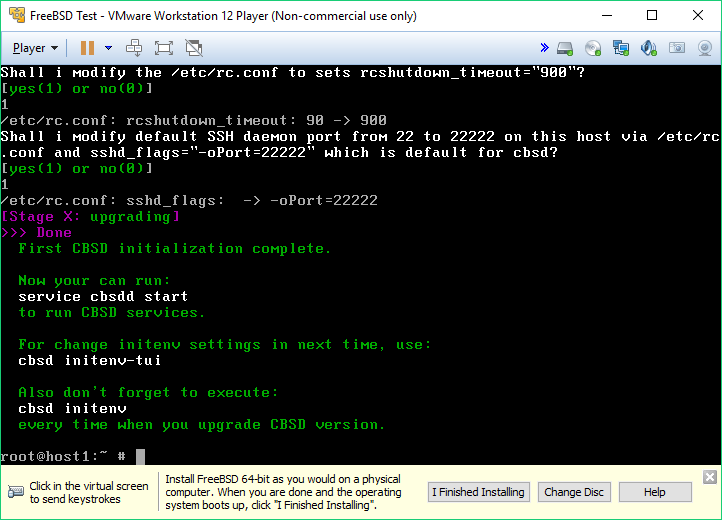 FreeBSD Test - VMware Workstation 12 Player (Non-commercial use only)
Player
Shall i modify the /etc/rc.conf to sets rcshutdown_timeout="900"?
[yes(1) or no(0)]
1
/etc/rc.conf: rcshutdown_timeout: 90 -> 900
Shall i modify default SSH daemon port from 22 to 22222 on this host via /etc/rc
.conf and sshd_flags="-oPort=22222" which is default for cbsd?
[yes(1) or no(0)]
1
/etc/rc.conf: sshd_flags:  -> -oPort=22222
[Stage X: upgrading]
>>> Done
First CBSD initialization complete.
Now your can run:
service cbsdd start
to run CBSD services.
For change initenv settings in next time, use:
cbsd initenv-tui
Also don't forget to execute:
cbsd initenv
every time when you upgrade CBSD version.
root@host1:~ #
Click in the virtual screen
to send keystrokes
Install FreeBSD 64-bit as you would on a physical
computer. When you are done and the operating
system boots up, click "I Finished Installing".
I Finished Installing
Change Disc
Help